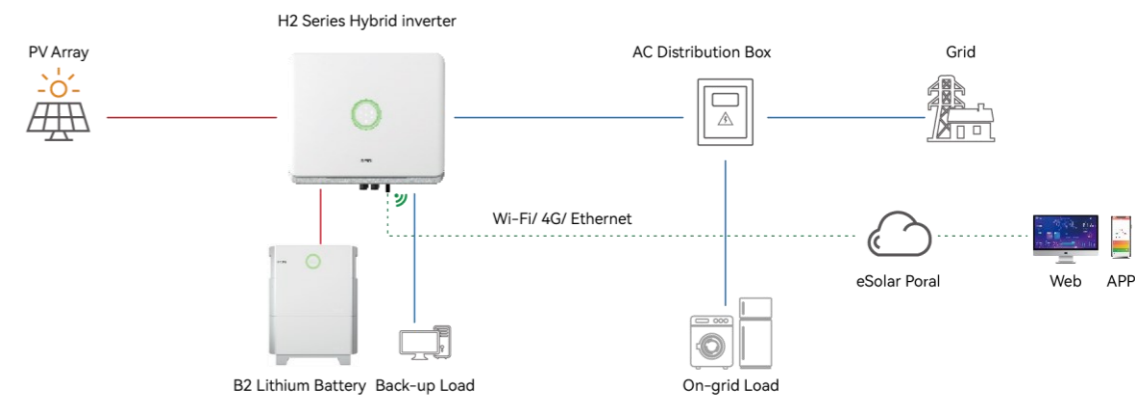 H2 Series Hybrid inverter
PV Array
AC Distribution Box
Grid
Wi-Fi/ 4G/ Ethernet
eSolar Poral
Web
APP
B2 Lithium Battery
Back-up Load
On-grid Load